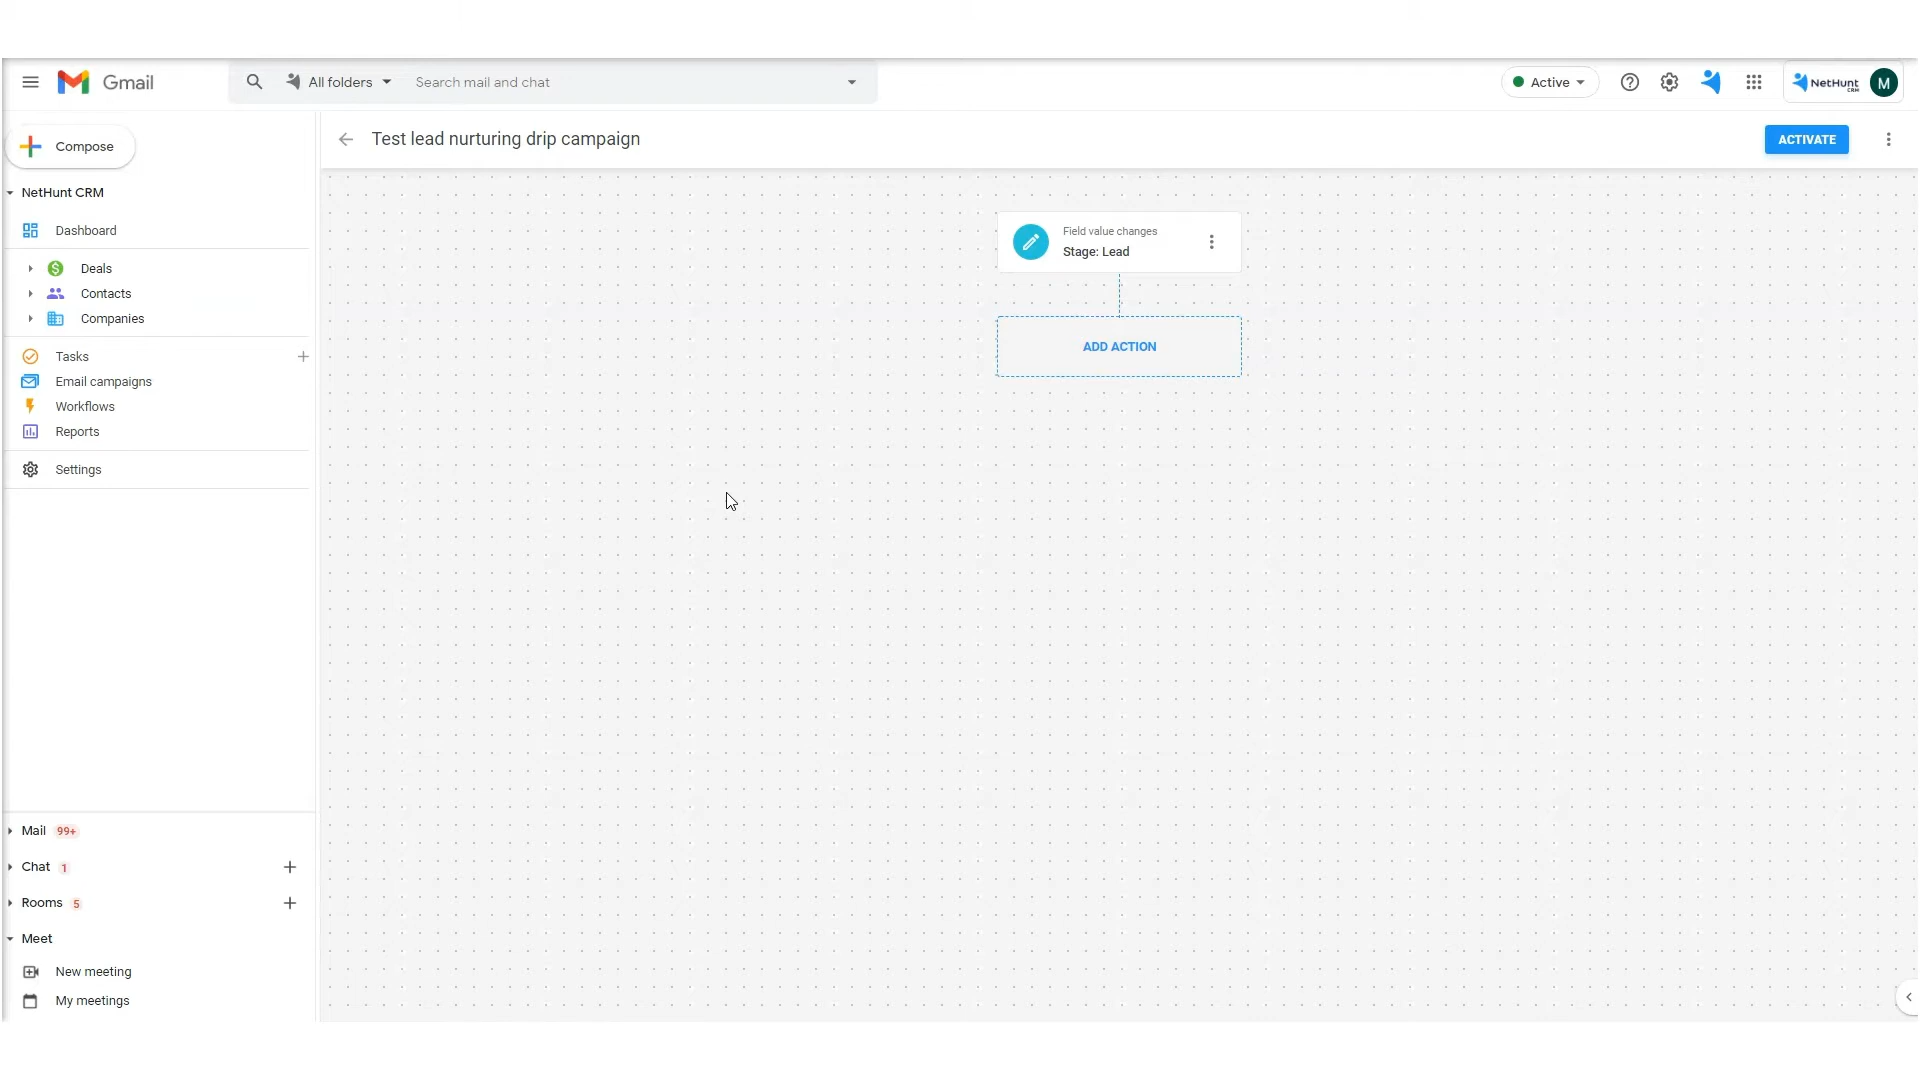 Gmail
All folders
Search mail and chat
Active
NetHunt CRM
M
Compose
Test lead nurturing drip campaign
ACTIVATE
NetHunt CRM
Dashboard
Deals
Contacts
Companies
Tasks
Email campaigns
Workflows
Reports
Settings
Field value changes
Stage: Lead
ADD ACTION
Mail 99+
Chat 1
Rooms 5
Meet
New meeting
My meetings